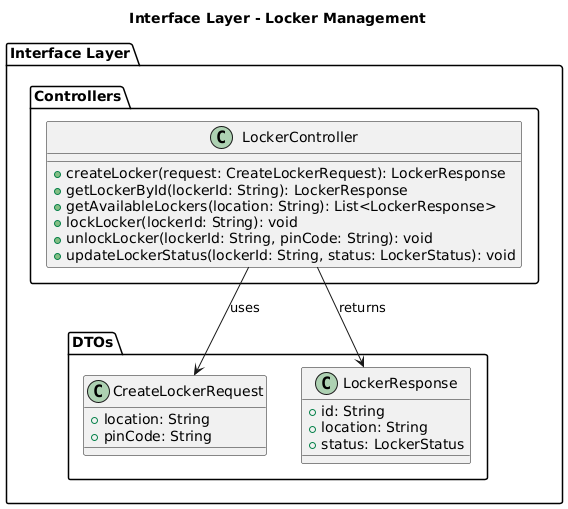 Interface Layer - Locker Management
Interface Layer
Controllers
C LockerController
createLocker(request: CreateLockerRequest): LockerResponse
getLockerById(lockerId: String): LockerResponse
getAvailableLockers(location: String): List<LockerResponse>
lockLocker(lockerId: String): void
unlockLocker(lockerId: String, pinCode: String): void
updateLockerStatus(lockerId: String, status: LockerStatus): void
uses
returns
DTOs
C CreateLockerRequest
location: String
pinCode: String
C LockerResponse
id: String
location: String
status: LockerStatus